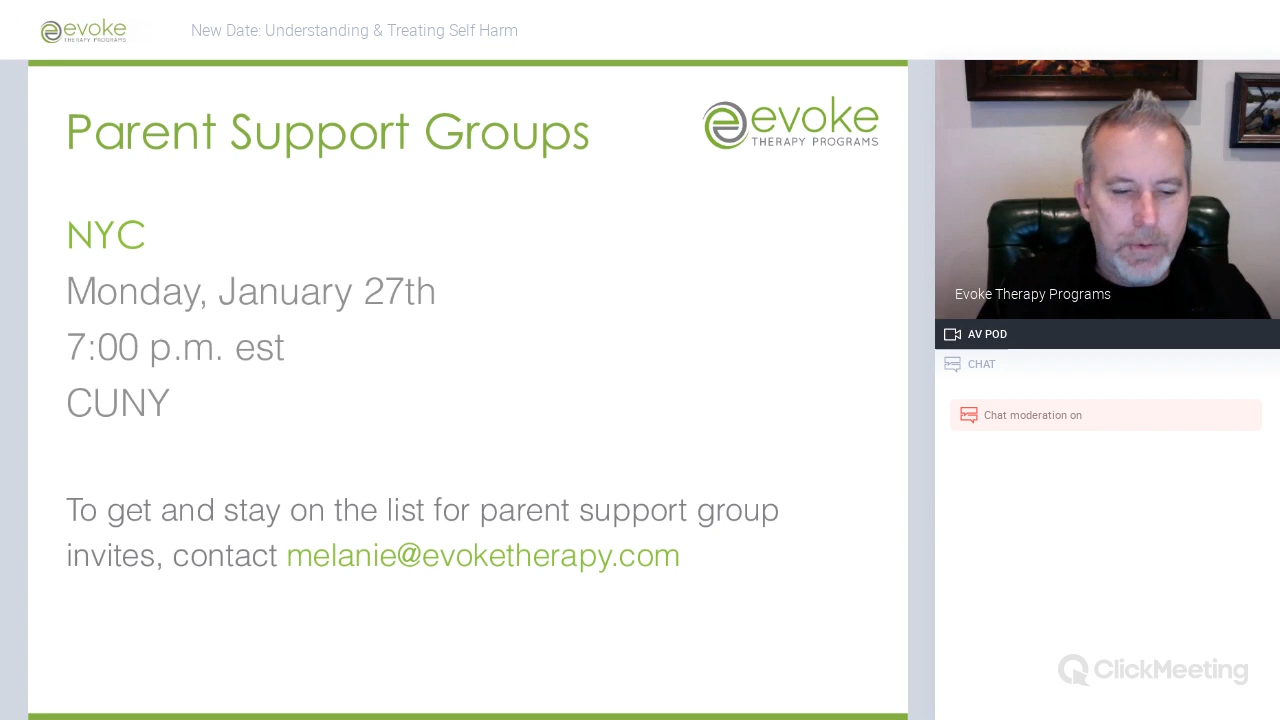 evoke
THERAPY PROGRAMS
New Date: Understanding & Treating Self Harm
Parent Support Groups
evoke
THERAPY PROGRAMS
NYC
Monday, January 27th
7:00 p.m. est
CUNY
To get and stay on the list for parent support group
invites, contact melanie@evoketherapy.com
Evoke Therapy Programs
AV POD
CHAT
Chat moderation on
ClickMeeting